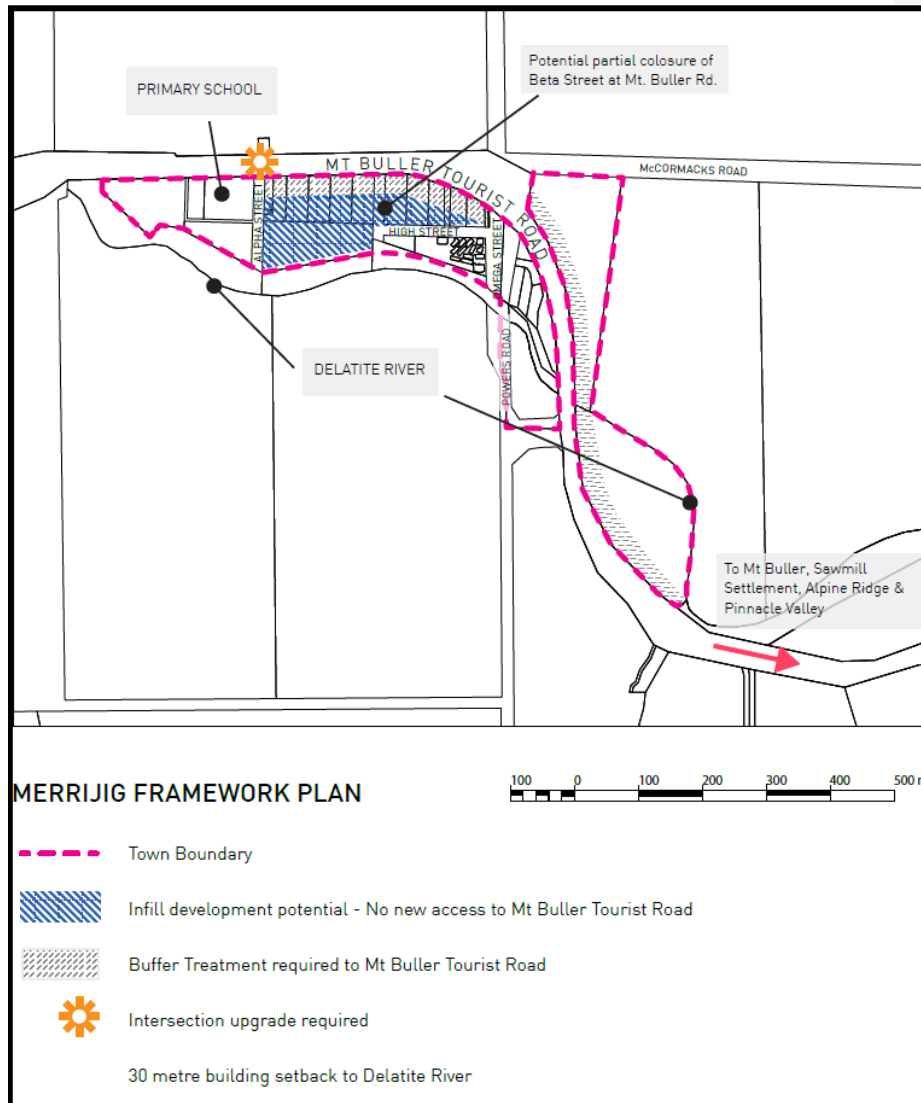 Potential partial colosure of
Beta Street at Mt. Buller Rd.
PRIMARY SCHOOL
MT BULLER TOURIST ROAD
McCORMACKS ROAD
ALPHA STREET
HIGH STREET
OMEGA STREET
POWERS ROAD
DELATITE RIVER
To Mt Buller, Sawmill
Settlement, Alpine Ridge &
Pinnacle Valley
MERRIJIG FRAMEWORK PLAN
100 0 100 200 300 400 500 m
Town Boundary
Infill development potential - No new access to Mt Buller Tourist Road
Buffer Treatment required to Mt Buller Tourist Road
Intersection upgrade required
30 metre building setback to Delatite River